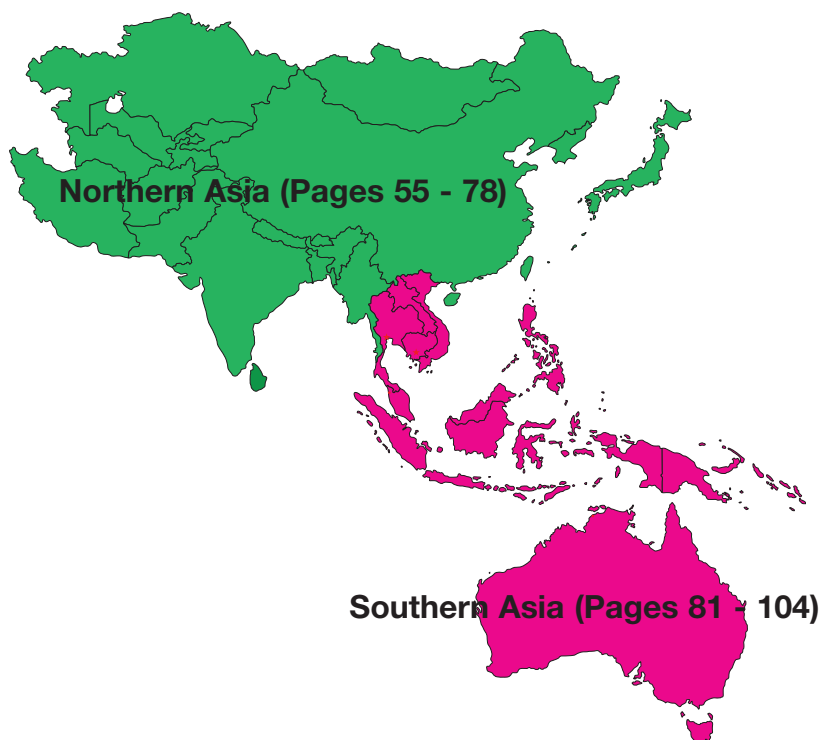 Northern Asia (Pages 55 - 78)
Southern Asia (Pages 81 - 104)